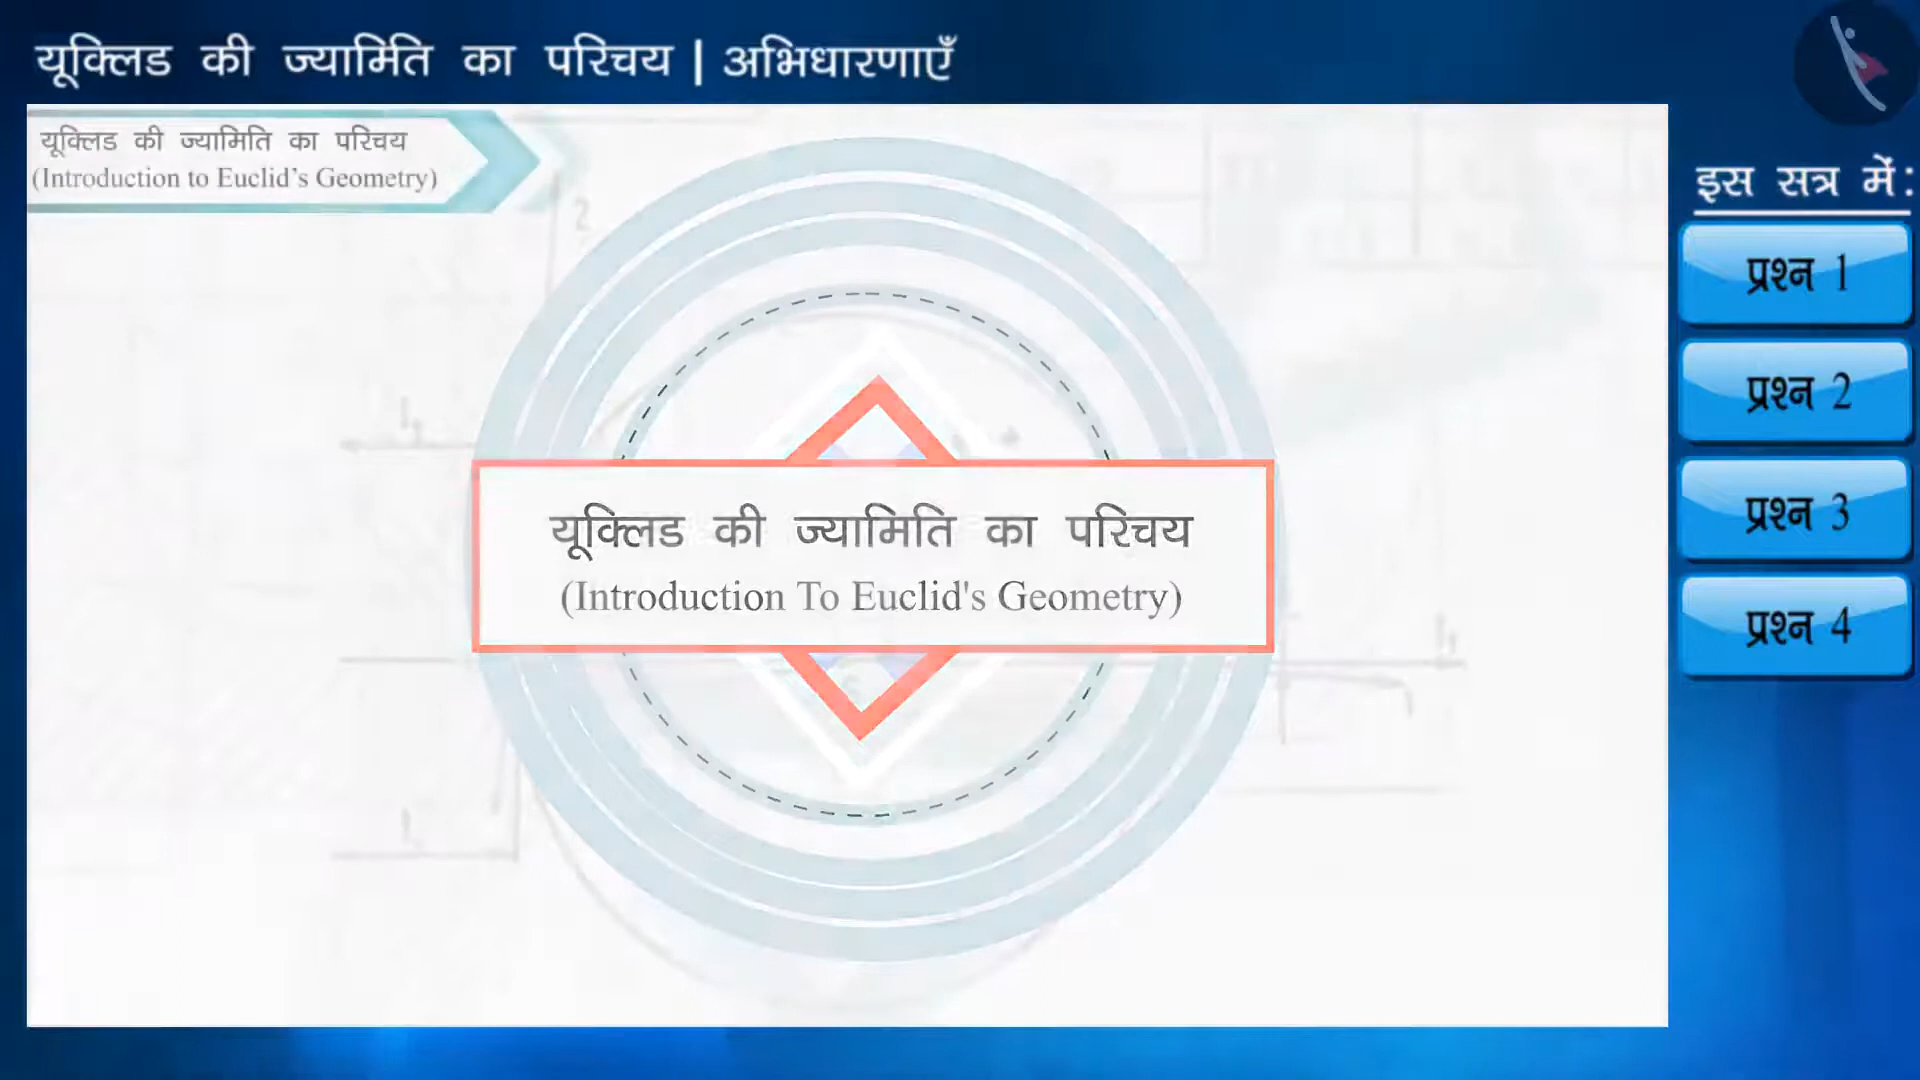 यूक्लिड की ज्यामिति का परिचय | अभिधारणाएँ
यूक्लिड की ज्यामिति का परिचय
(Introduction to Euclid’s Geometry)
यूक्लिड की ज्यामिति का परिचय
(Introduction To Euclid's Geometry)
इस सत्र में:
प्रश्न 1
प्रश्न 2
प्रश्न 3
प्रश्न 4